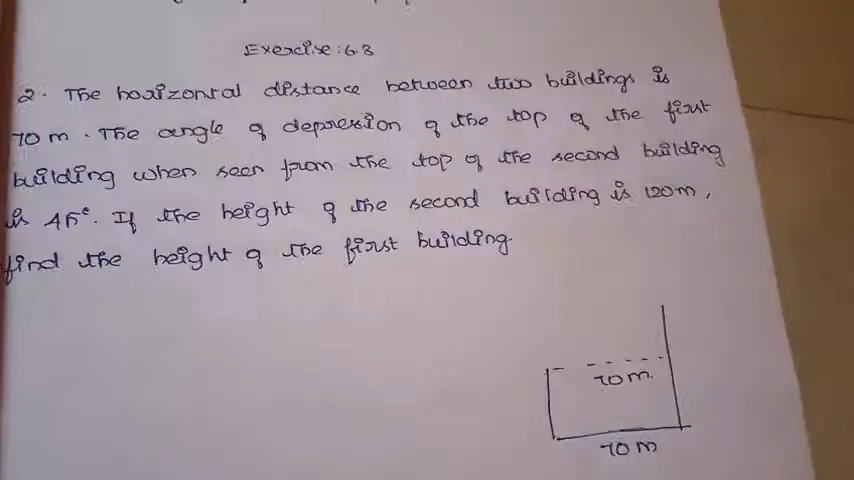 Exercise : 6.3
2. The horizontal distance between two buildings is
70 m. The angle of depression of the top of the first
building when seen from the top of the second building
is 45°. If the height of the second building is 120m,
find the height of the first building.
70 m.
70 m